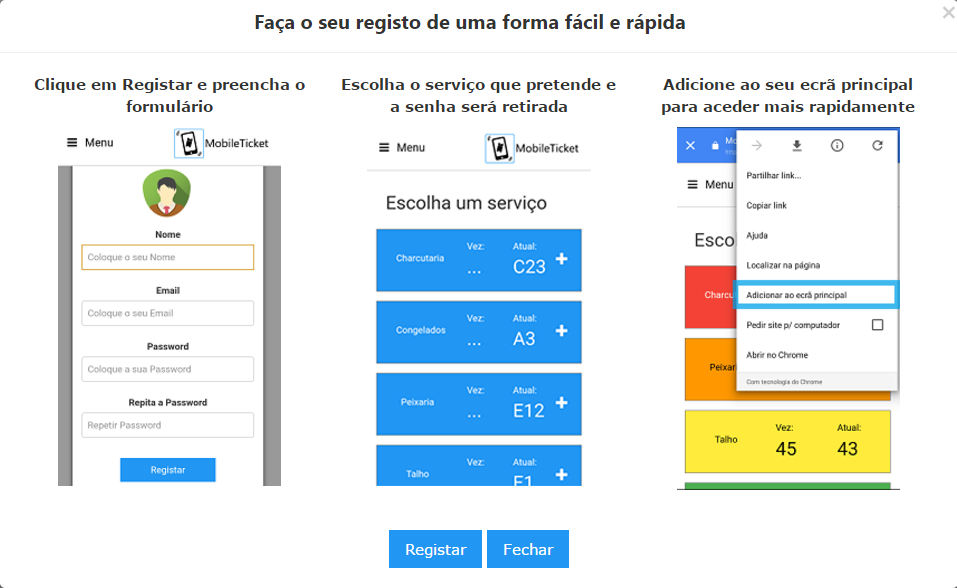 Faça o seu registo de uma forma fácil e rápida
×
Clique em Registar e preencha o
formulário
Menu
MobileTicket
Nome
Coloque o seu Nome
Email
Coloque o seu Email
Password
Coloque a sua Password
Repita a Password
Repetir Password
Registar
Escolha o serviço que pretende e
a senha será retirada
Menu
MobileTicket
Escolha um serviço
Charcutaria Vez: ... Atual: C23 +
Congelados Vez: ... Atual: A3 +
Peixaria Vez: ... Atual: E12 +
Talho Vez: Atual: E1 +
Adicione ao seu ecrã principal
para aceder mais rapidamente
Mo
Menu
Esco
Charcu
Peixar
Partilhar link...
Copiar link
Ajuda
Localizar na página
Adicionar ao ecrã principal
Pedir site p/ computador
Abrir no Chrome
Com tecnologia do Chrome
Talho Vez: 45 Atual: 43
Registar
Fechar